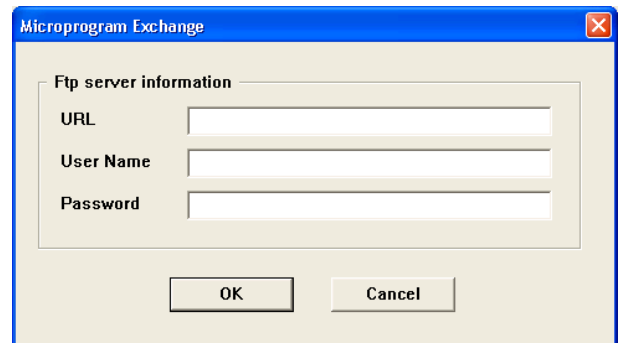 Microprogram Exchange
Ftp server information
URL
User Name
Password
OK Cancel